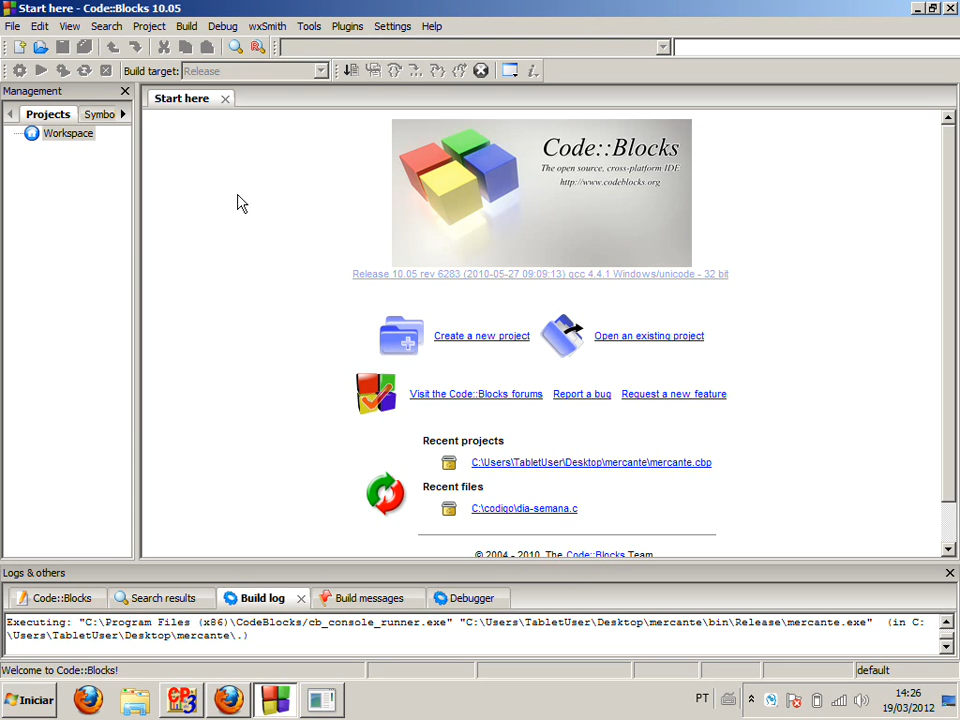 Start here - Code::Blocks 10.05
File Edit View Search Project Build Debug wxSmith Tools Plugins Settings Help
Build target: Release
Management
Projects Symbo
Workspace
Start here
Code::Blocks
The open source, cross-platform IDE
http://www.codeblocks.org
Release 10.05 rev 6283 (2010-05-27 09:09:13) gcc 4.4.1 Windows/unicode - 32 bit
Create a new project Open an existing project
Visit the Code::Blocks forums Report a bug Request a new feature
Recent projects
C:\Users\TabletUser\Desktop\mercante\mercante.cbp
Recent files
C:\codigo\dia-semana.c
© 2004 - 2010, The Code::Blocks Team.
Logs & others
Code::Blocks Search results Build log Build messages Debugger
Executing: "C:\Program Files (x86)\CodeBlocks/cb_console_runner.exe" "C:\Users\TabletUser\Desktop\mercante\bin\Release\mercante.exe" (in C:
\Users\TabletUser\Desktop\mercante\.)
Welcome to Code::Blocks! default
Iniciar CP3 PT 14:26
19/03/2012